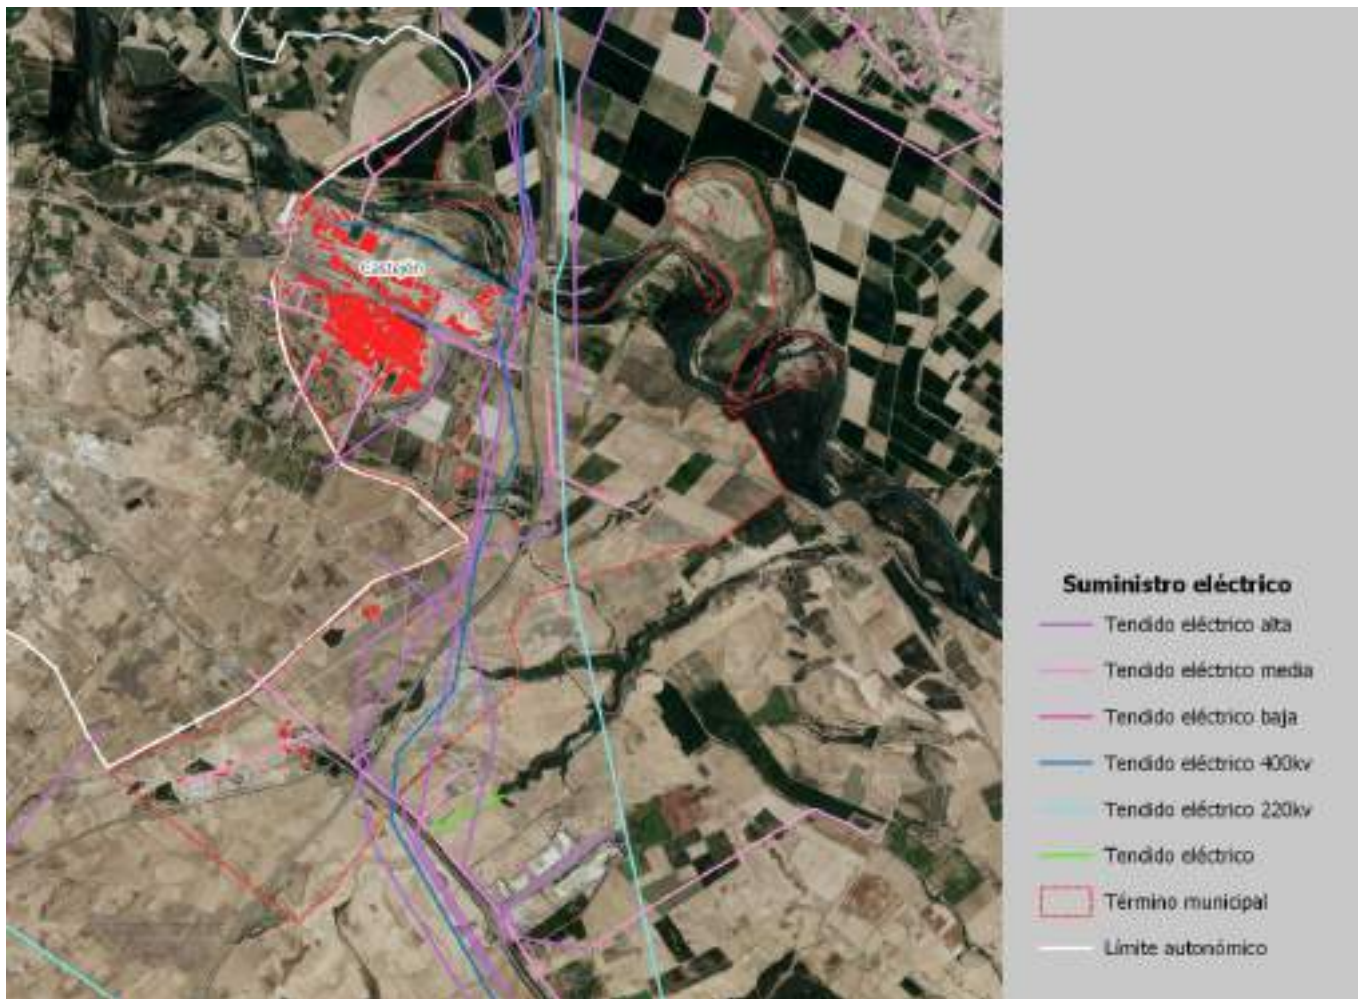 Castejón
Suministro eléctrico
Tendido eléctrico alta
Tendido eléctrico media
Tendido eléctrico baja
Tendido eléctrico 400kv
Tendido eléctrico 220kv
Tendido eléctrico
Término municipal
Límite autonómico